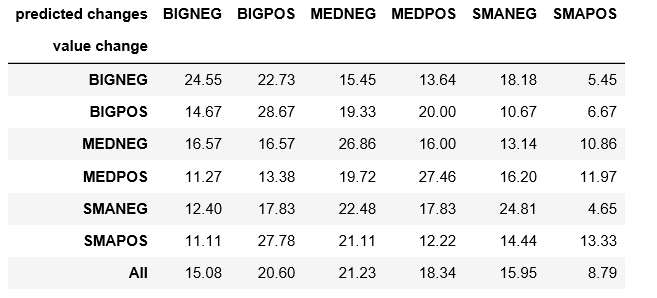 predicted changes BIGNEG BIGPOS MEDNEG MEDPOS SMANEG SMAPOS
value change
BIGNEG 24.55 22.73 15.45 13.64 18.18 5.45
BIGPOS 14.67 28.67 19.33 20.00 10.67 6.67
MEDNEG 16.57 16.57 26.86 16.00 13.14 10.86
MEDPOS 11.27 13.38 19.72 27.46 16.20 11.97
SMANEG 12.40 17.83 22.48 17.83 24.81 4.65
SMAPOS 11.11 27.78 21.11 12.22 14.44 13.33
All 15.08 20.60 21.23 18.34 15.95 8.79